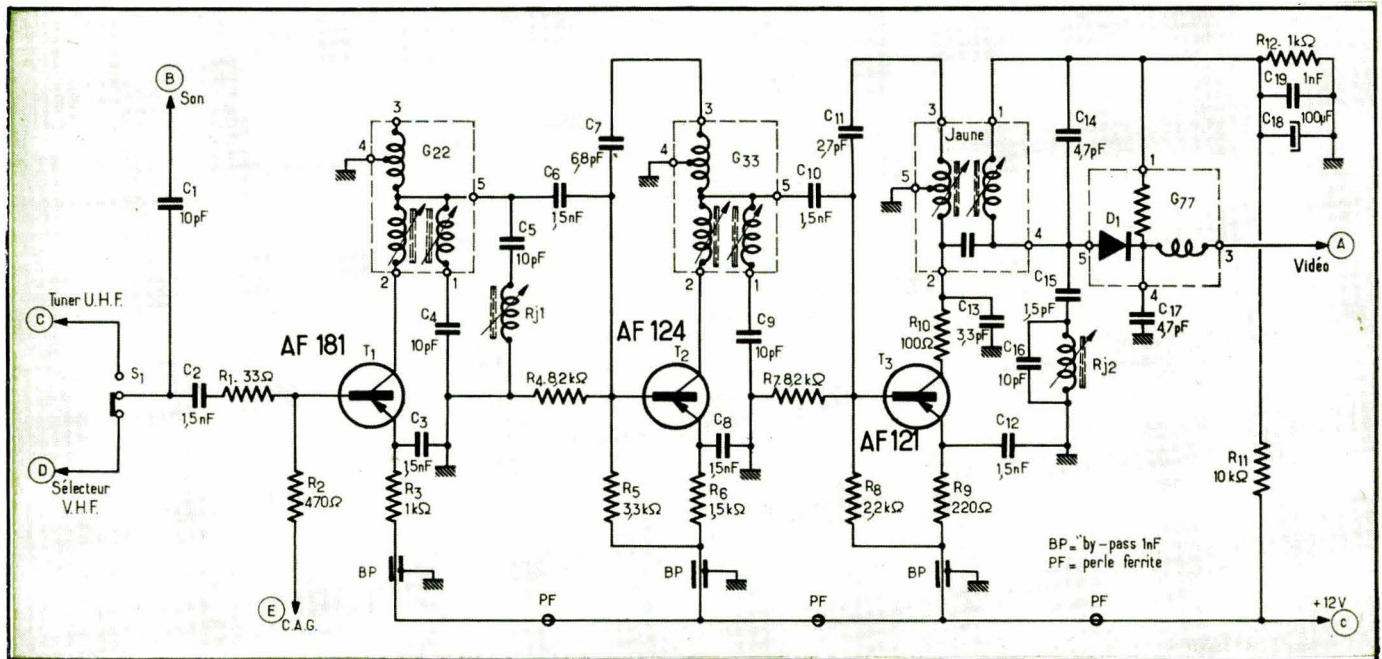 B
Son
C1
10pF
Tuner U.H.F.
C
S1
D
Sélecteur
V.H.F.
C2
1,5nF
R1-33Ω
R2
470Ω
E
C.A.G.
AF 181
T1
3
4
G22
5
2
1
C3
1,5nF
R3
1kΩ
BP
C4
10pF
C5
10pF
Rj1
C6
1,5nF
C7
6,8pF
R4-8,2kΩ
R5
3,3kΩ
AF 124
T2
3
4
G33
5
2
1
C8
1,5nF
R6
1,5kΩ
BP
C9
10pF
C10
1,5nF
C11
2,7pF
R7-8,2kΩ
R8
2,2kΩ
AF 121
T3
3
1
Jaune
5
4
2
R10
100Ω
C13
3,3pF
C12
1,5nF
R9
220Ω
BP
C14
4,7pF
C15
1,5pF
C16
10pF
Rj2
1
G77
D1
5
3
4
C17
4,7pF
A
Vidéo
R12-1kΩ
C19 1nF
C18 100µF
R11
10kΩ
BP="by-pass 1nF
PF= perle ferrite
PF
PF
PF
+12V
C